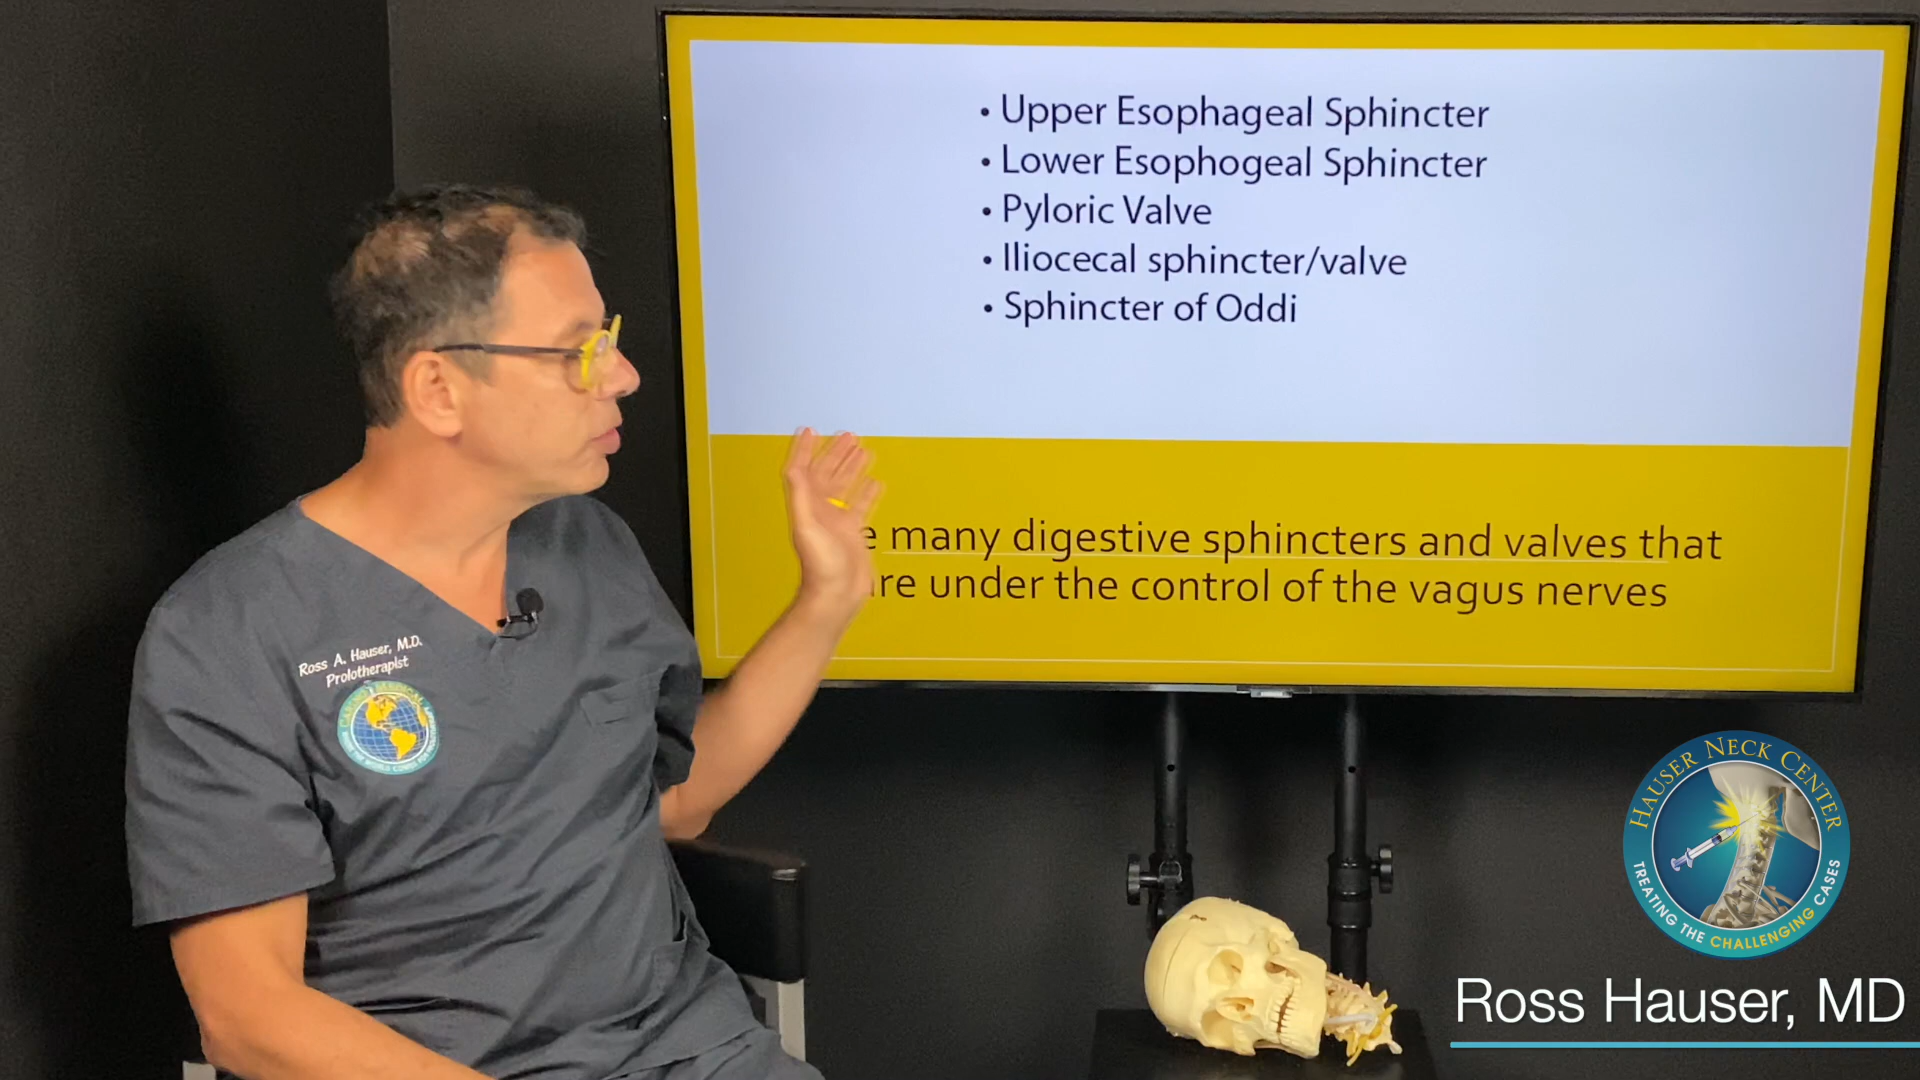 • Upper Esophageal Sphincter
• Lower Esophogeal Sphincter
• Pyloric Valve
• Iliocecal sphincter/valve
• Sphincter of Oddi
many digestive sphincters and valves that
under the control of the vagus nerves
Ross A. Hauser, M.D.
Prolotherapist
HAUSER NECK CENTER
TREATING THE CHALLENGING CASES
Ross Hauser, MD